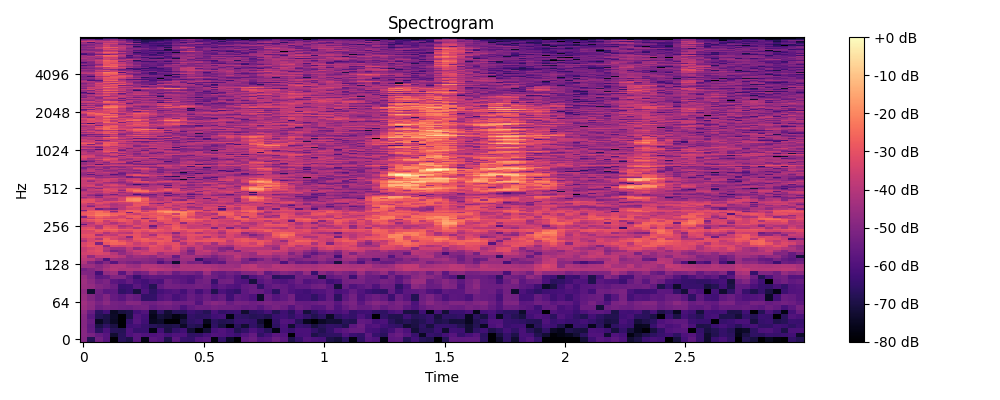 Spectrogram
Hz
4096
2048
1024
512
256
128
64
0
0
0.5
1
1.5
2
2.5
Time
+0 dB
-10 dB
-20 dB
-30 dB
-40 dB
-50 dB
-60 dB
-70 dB
-80 dB